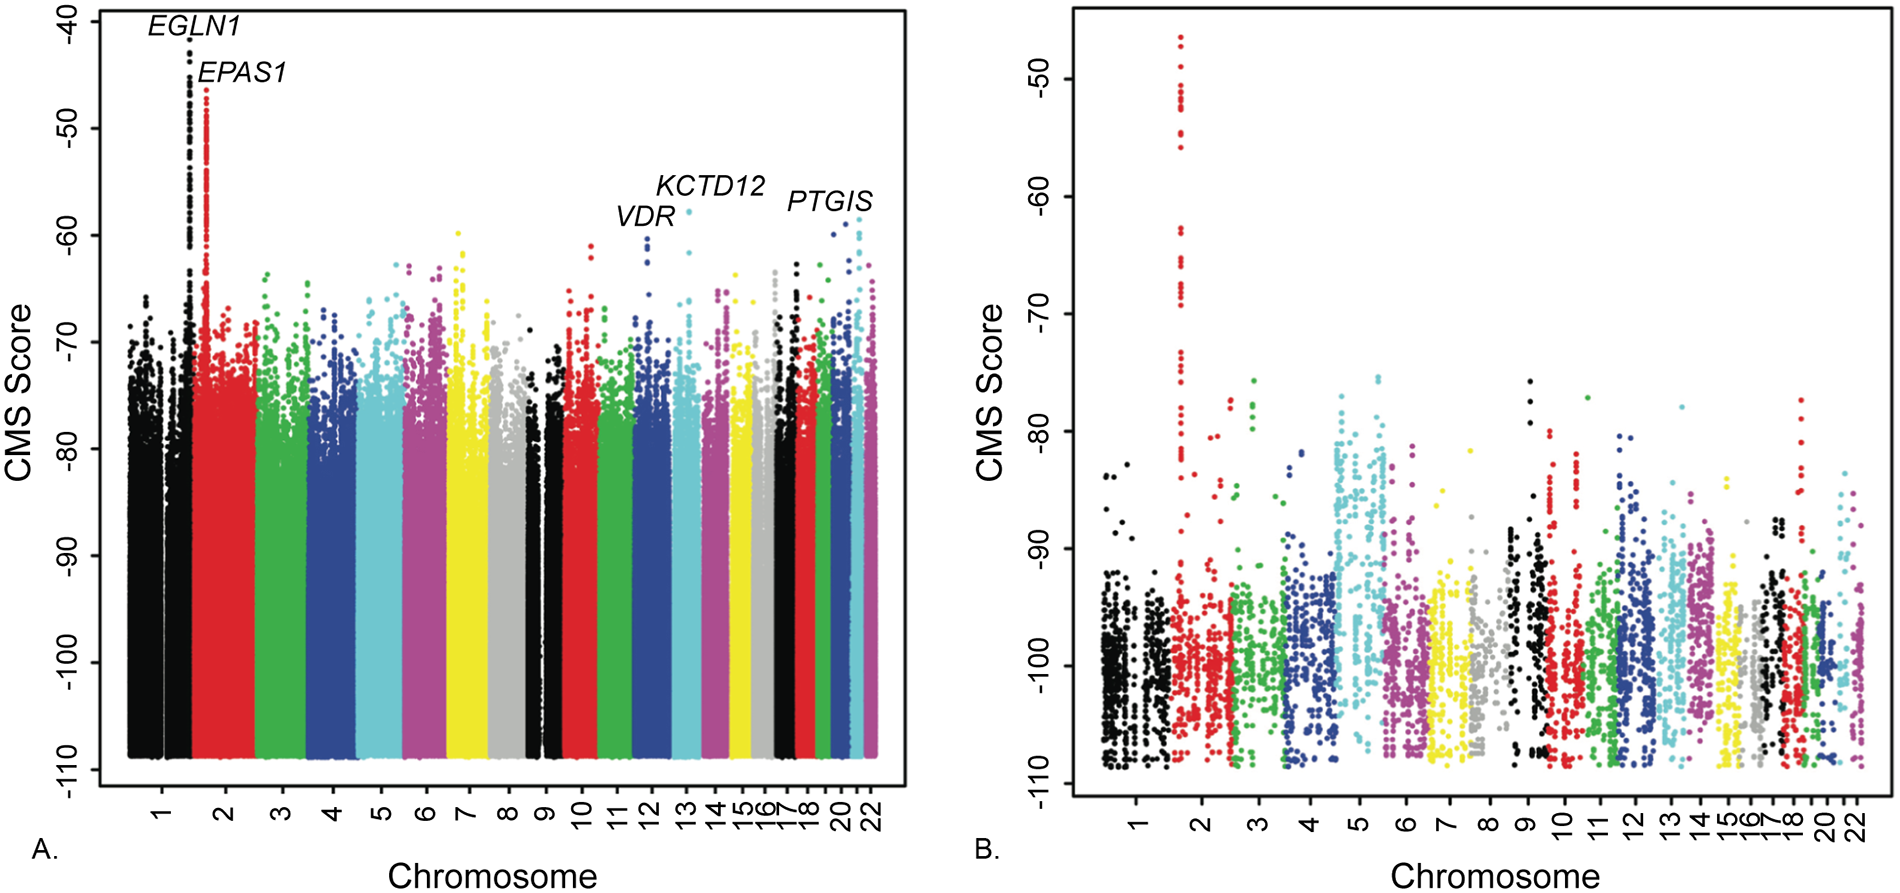 EGLN1
EPAS1
KCTD12
VDR
PTGIS
CMS Score
-40
-50
-60
-70
-80
-90
-100
-110
1 2 3 4 5 6 7 8 9 10 11 12 13 14 15 16 17 18 20 22
Chromosome
A.
CMS Score
-50
-60
-70
-80
-90
-100
-110
1 2 3 4 5 6 7 8 9 10 11 12 13 14 15 16 17 18 20 22
Chromosome
B.